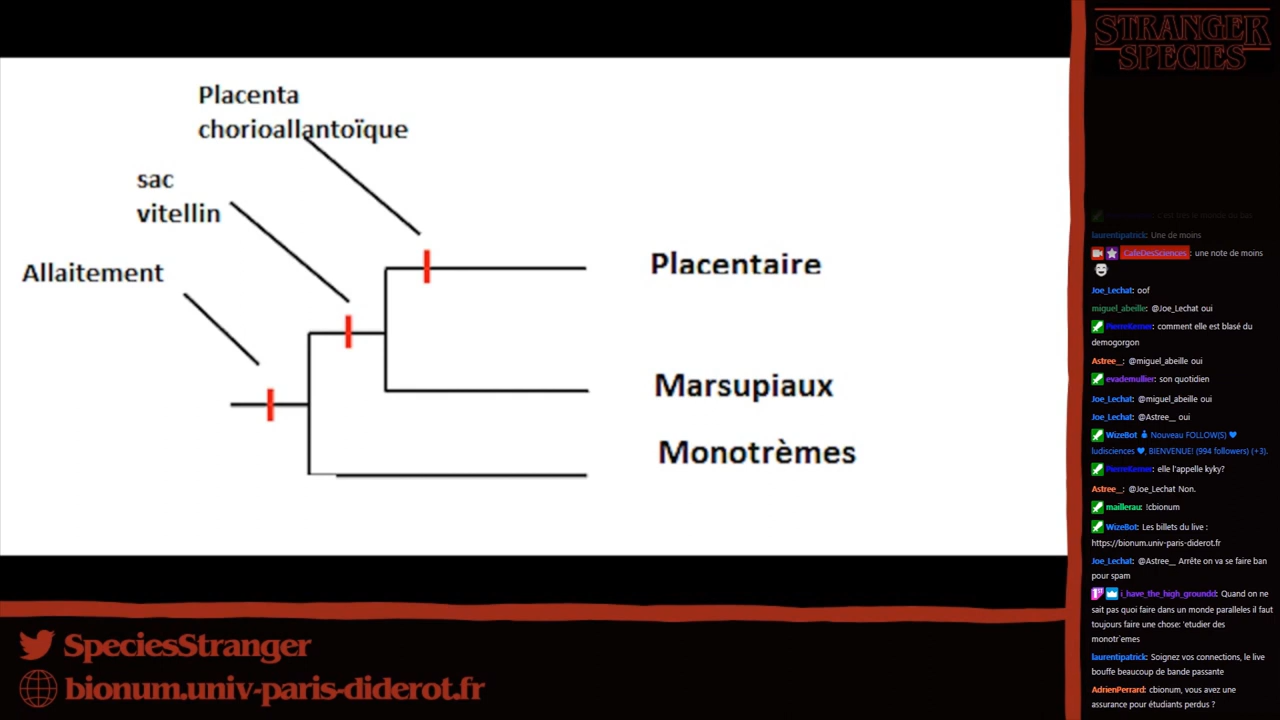 Placenta
chorioallantoïque
sac
vitellin
Allaitement
Placentaire
Marsupiaux
Monotrèmes
SpeciesStranger
bionum.univ-paris-diderot.fr
STRANGER
SPECIES
laurentipatrick: Une de moins
CafeDesSciences : une note de moins
Joe_Lechat: oof
miguel_abeille: @Joe_Lechat oui
PierreKerner: comment elle est blasé du
demogorgon
Astree_: @miguel_abeille oui
evademullier: son quotidien
Joe_Lechat: @miguel_abeille oui
Joe_Lechat: @Astree__ oui
WizeBot Nouveau FOLLOW(S) ♥
ludisciences ♥, BIENVENUE! (994 followers) (+3).
PierreKerner: elle l'appelle kyky?
Astree_: @Joe_Lechat Non.
maillerau: !cbionum
WizeBot: Les billets du live :
https://bionum.univ-paris-diderot.fr
Joe_Lechat: @Astree__ Arrête on va se faire ban
pour spam
i_have_the_high_groundd: Quand on ne
sait pas quoi faire dans un monde paralleles il faut
toujours faire une chose: 'etudier des
monotr`emes
laurentipatrick: Soignez vos connections, le live
bouffe beaucoup de bande passante
AdrienPerrard: cbionum, vous avez une
assurance pour étudiants perdus ?